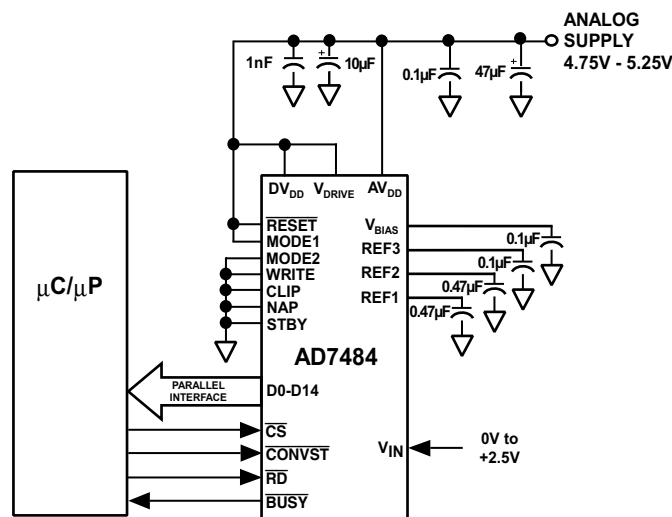 ANALOG
SUPPLY
4.75V - 5.25V
1nF
10µF
0.1µF
47µF
+
+
DVDD
VDRIVE
AVDD
RESET
MODE1
MODE2
WRITE
CLIP
NAP
STBY
VBIAS
REF3
REF2
REF1
0.1µF
0.1µF
0.47µF
0.47µF
µC/µP
AD7484
PARALLEL
INTERFACE
D0-D14
CS
CONVST
RD
BUSY
VIN
0V to
+2.5V